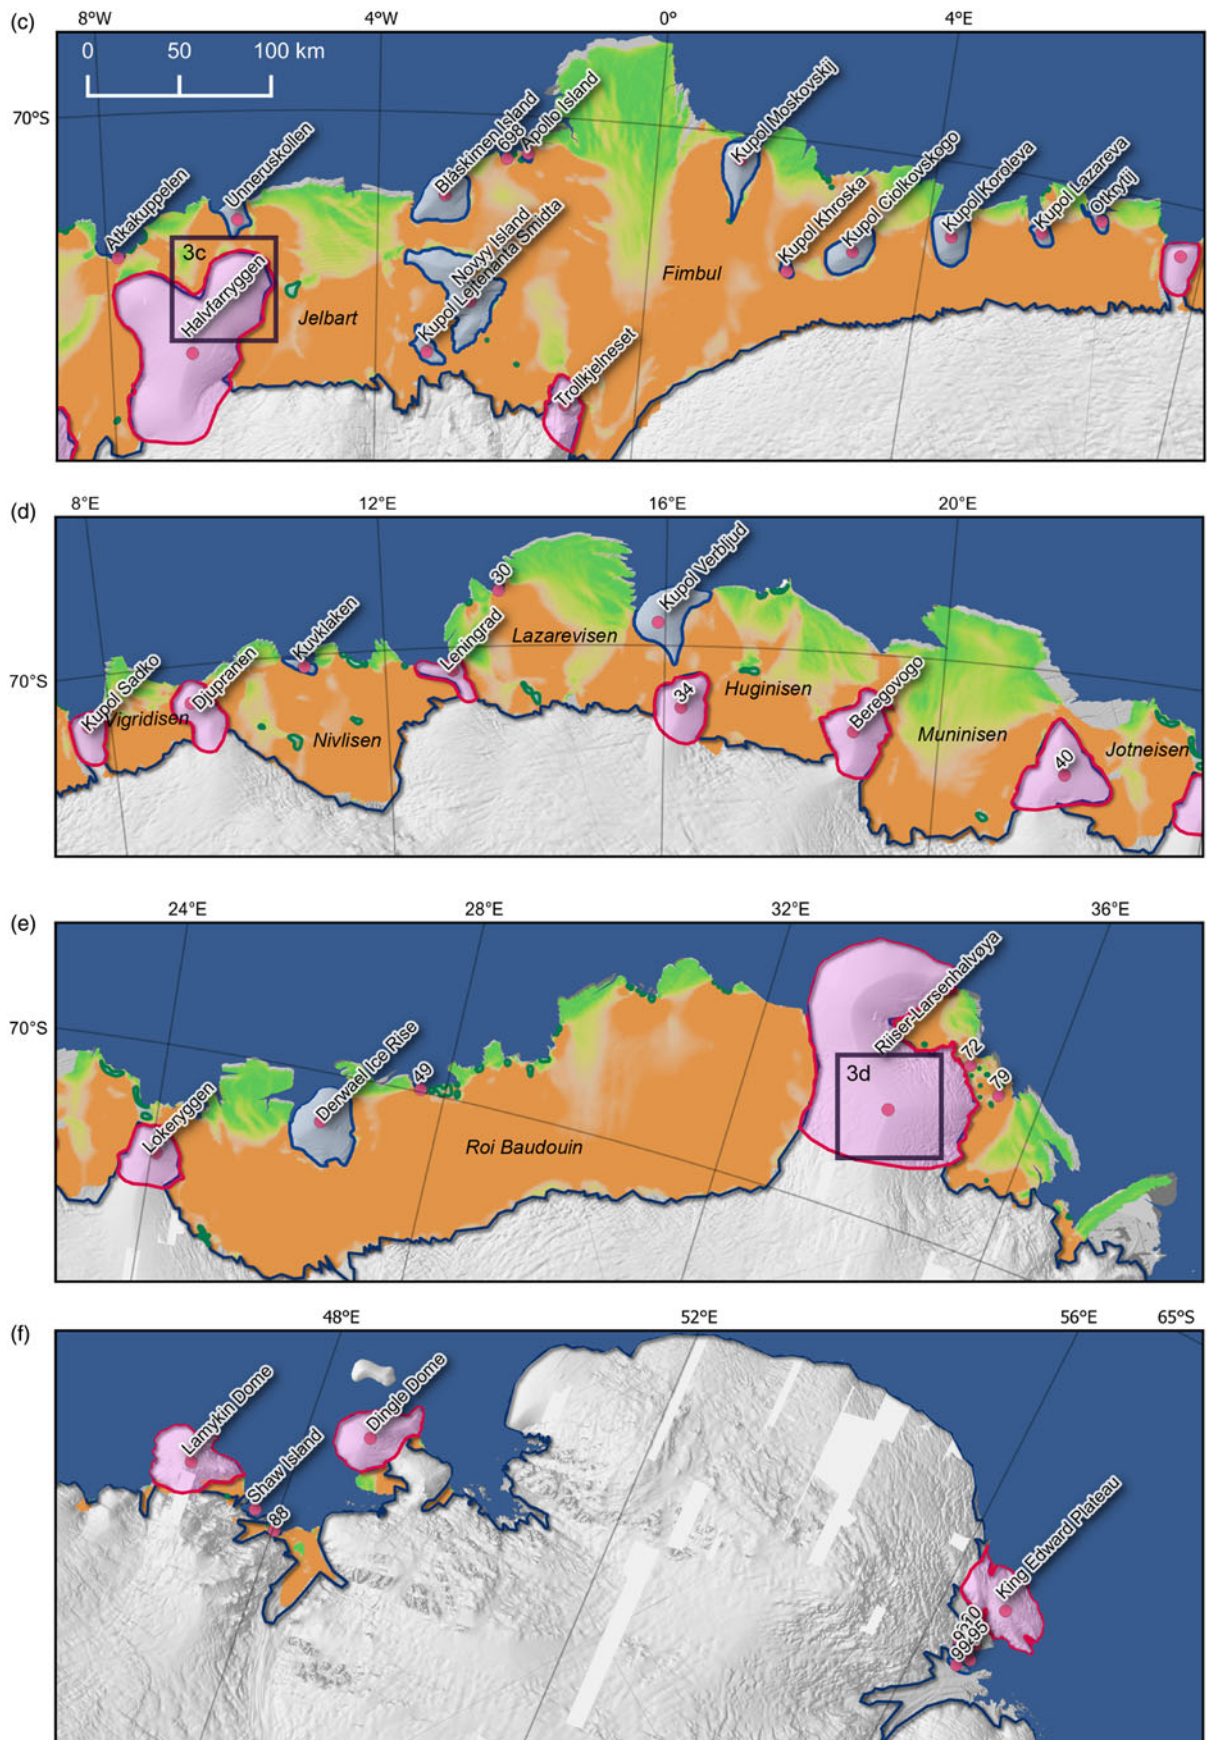 (c)
8°W 4°W 0° 4°E
0 50 100 km
70°S
Atkakuppelen
Unneruskollen
3c
Halvfarryggen
Jelbart
Blåskimen Island
698
Apollo Island
Novyy Island
Kupol Lejtenanta Smidta
Trollkjelneset
Fimbul
Kupol Moskovskij
Kupol Khroska
Kupol Ciolkovskogo
Kupol Koroleva
Kupol Lazareva
Otkrytij
(d)
8°E 12°E 16°E 20°E
70°S
Kupol Sadko
Vigridisen
Djupranen
Kuvklaken
Nivlisen
Leningrad
30
Lazarevisen
Kupol Verbljud
34
Huginisen
Beregovogo
Muninisen
40
Jotneisen
(e)
24°E 28°E 32°E 36°E
70°S
Lokeryggen
Derwael Ice Rise
49
Roi Baudouin
Riiser-Larsenhalvøya
3d
72
79
(f)
48°E 52°E 56°E 65°S
Lamykin Dome
Shaw Island
88
Dingle Dome
King Edward Plateau